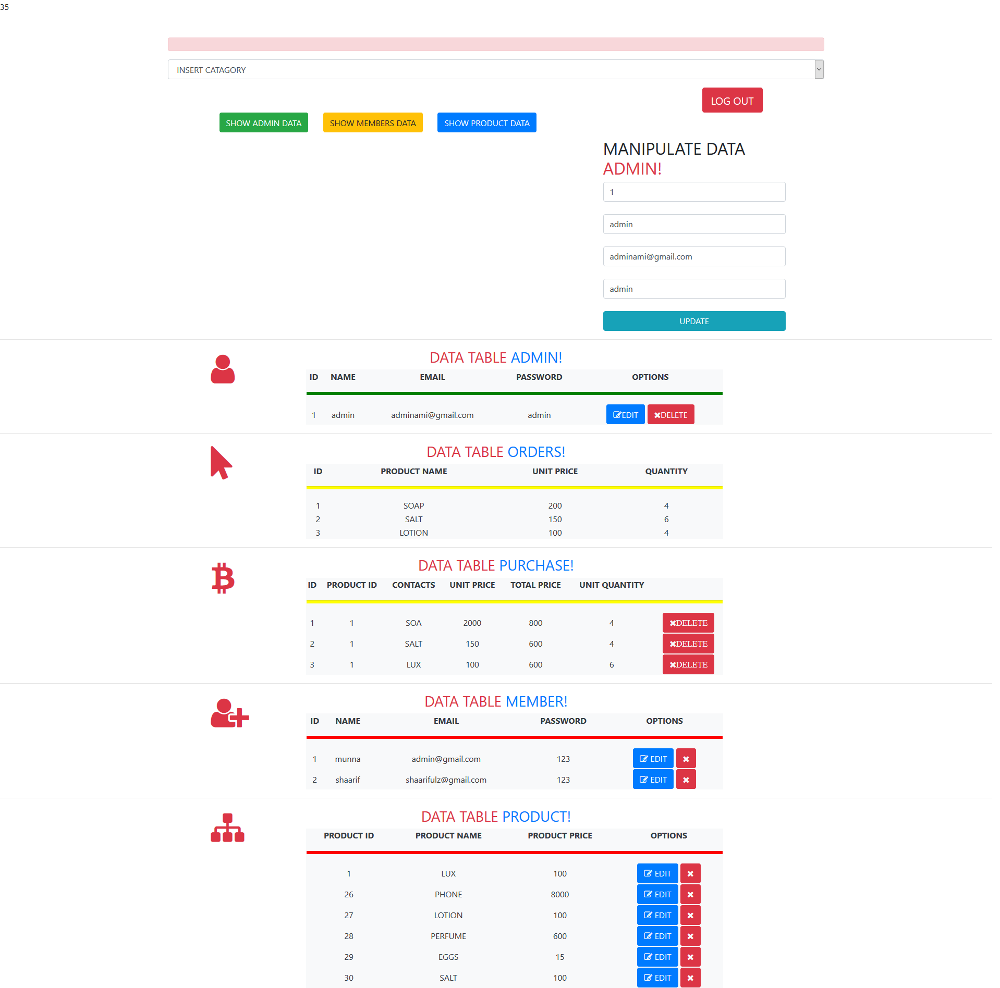 35
INSERT CATAGORY
LOG OUT
SHOW ADMIN DATA SHOW MEMBERS DATA SHOW PRODUCT DATA
MANIPULATE DATA
ADMIN!
1
admin
adminami@gmail.com
admin
UPDATE
DATA TABLE ADMIN!
ID NAME EMAIL PASSWORD OPTIONS
1 admin adminami@gmail.com admin EDIT DELETE
DATA TABLE ORDERS!
ID PRODUCT NAME UNIT PRICE QUANTITY
1 SOAP 200 4
2 SALT 150 6
3 LOTION 100 4
DATA TABLE PURCHASE!
ID PRODUCT ID CONTACTS UNIT PRICE TOTAL PRICE UNIT QUANTITY
1 1 SOA 2000 800 4 DELETE
2 1 SALT 150 600 4 DELETE
3 1 LUX 100 600 6 DELETE
DATA TABLE MEMBER!
ID NAME EMAIL PASSWORD OPTIONS
1 munna admin@gmail.com 123 EDIT
2 shaarif shaarifulz@gmail.com 123 EDIT
DATA TABLE PRODUCT!
PRODUCT ID PRODUCT NAME PRODUCT PRICE OPTIONS
1 LUX 100 EDIT
26 PHONE 8000 EDIT
27 LOTION 100 EDIT
28 PERFUME 600 EDIT
29 EGGS 15 EDIT
30 SALT 100 EDIT